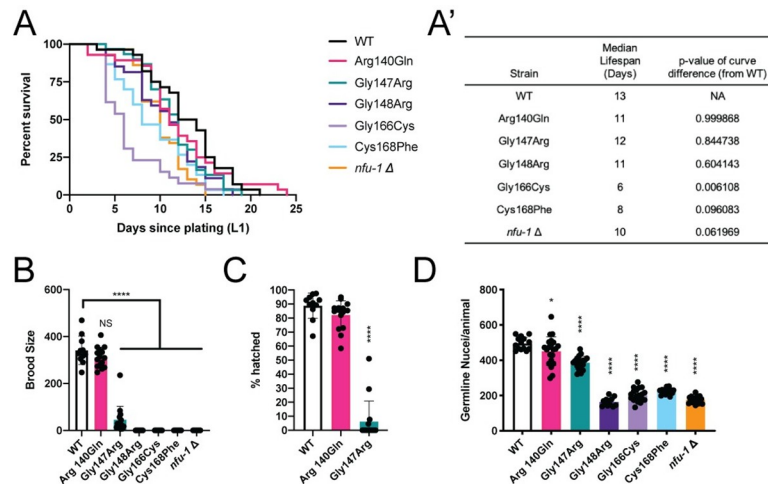 A
Percent survival
100
75
50
25
0
0 5 10 15 20 25
Days since plating (L1)
WT
Arg140Gln
Gly147Arg
Gly148Arg
Gly166Cys
Cys168Phe
nfu-1 Δ
A'
Strain Median Lifespan (Days) p-value of curve difference (from WT)
WT 13 NA
Arg140Gln 11 0.999868
Gly147Arg 12 0.844738
Gly148Arg 11 0.604143
Gly166Cys 6 0.006108
Cys168Phe 8 0.096083
nfu-1 Δ 10 0.061969
B
Brood Size
600
400
200
0
****
NS
WT
Arg 140Gln
Gly147Arg
Gly148Arg
Gly166Cys
Cys168Phe
nfu-1 Δ
C
% hatched
100
90
80
70
60
50
40
30
20
10
0
****
WT
Arg 140Gln
Gly147Arg
D
Germline Nuclei/animal
800
600
400
200
0
*
****
****
****
****
****
WT
Arg 140Gln
Gly147Arg
Gly148Arg
Gly166Cys
Cys168Phe
nfu-1 Δ